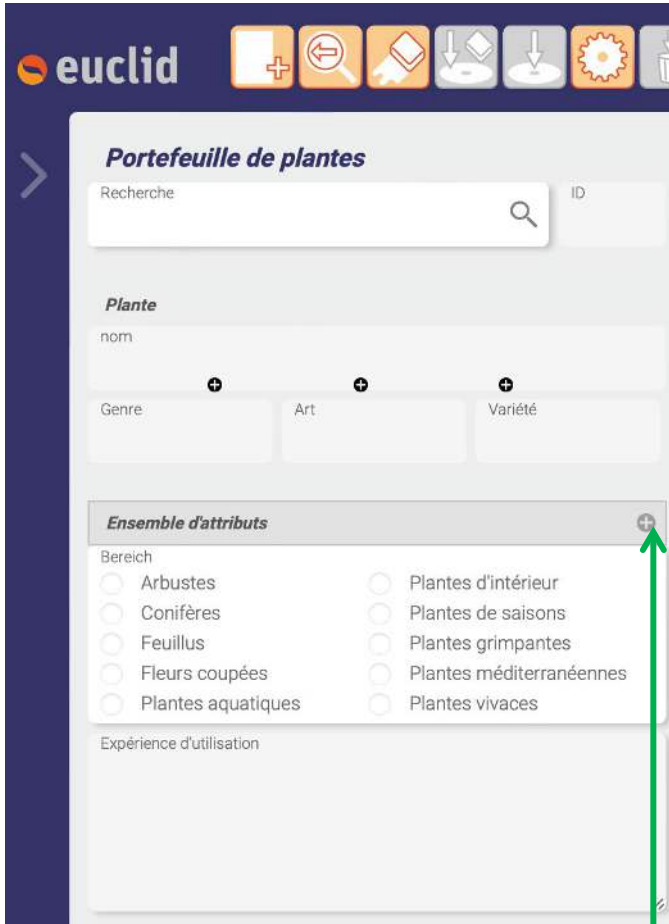 euclid
Portefeuille de plantes
Recherche
ID
Plante
nom
Genre
Art
Variété
Ensemble d'attributs
Bereich
Arbustes
Plantes d'intérieur
Conifères
Plantes de saisons
Feuillus
Plantes grimpantes
Fleurs coupées
Plantes méditerranéennes
Plantes aquatiques
Plantes vivaces
Expérience d'utilisation